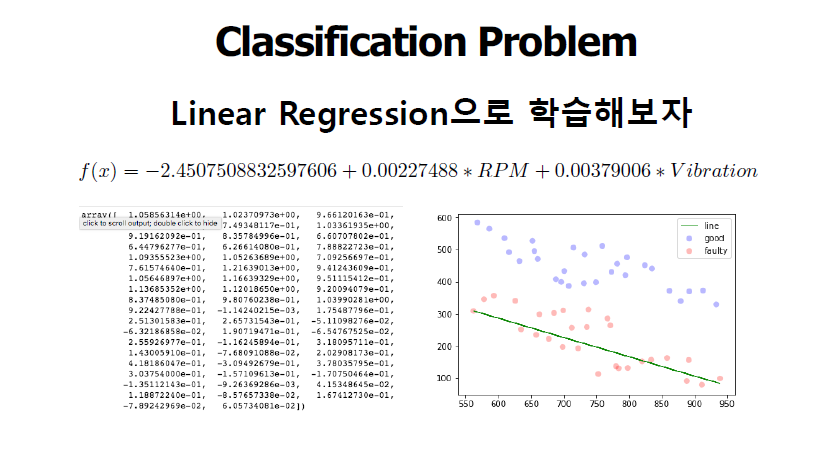 Classification Problem
Linear Regression으로 학습해보자
f(x) = −2.4507508832597606 + 0.00227488 ∗ RPM + 0.00379006 ∗ Vibration
array([ 1.05856314e+00, 1.02370973e+00, 9.66120163e-01,
click to scroll output; double click to hide 7.49348117e-01, 1.03361935e+00,
9.19162092e-01, 8.35784996e-01, 6.60707802e-01,
6.44796277e-01, 6.26614080e-01, 7.88822723e-01,
1.09355523e+00, 1.05263689e+00, 7.09256697e-01,
7.61574640e-01, 1.21639013e+00, 9.41243609e-01,
1.05646897e+00, 1.16639329e+00, 9.51115412e-01,
1.13685352e+00, 1.12018650e+00, 9.20094079e-01,
8.37485080e-01, 9.80760238e-01, 1.03990281e+00,
9.22427788e-01, -1.14240215e-03, 1.75487796e-01,
2.51301583e-01, 2.65731543e-01, -5.11098276e-02,
-6.32186858e-02, 1.90719471e-01, -6.54767525e-02,
2.55926977e-01, -1.16245894e-01, 3.18095711e-01,
1.43005910e-01, -7.68091088e-02, 2.02908173e-01,
4.18186047e-01, -3.09429679e-01, 3.78035795e-01,
3.03754000e-01, -1.57109613e-01, -1.70750464e-01,
-1.35112143e-01, -9.26369286e-03, 4.15348645e-02,
1.18872240e-01, -8.57657338e-02, 1.67412730e-01,
-7.89242969e-02, 6.05734081e-02])
line
good
faulty
600
500
400
300
200
100
550 600 650 700 750 800 850 900 950